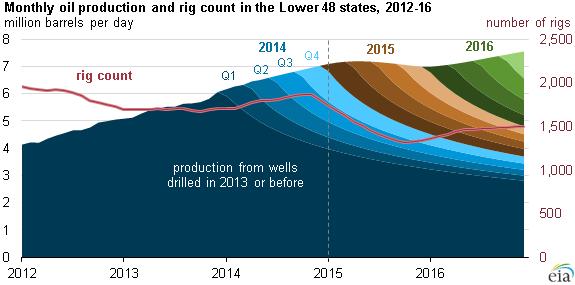 Monthly oil production and rig count in the Lower 48 states, 2012-16
million barrels per day
number of rigs
8 2,500
7
2,000
6
1,500
5
4
1,000
3
2
500
1
0 0
2014
2015
2016
Q1 Q2 Q3 Q4
rig count
production from wells
drilled in 2013 or before
2012 2013 2014 2015 2016
eia